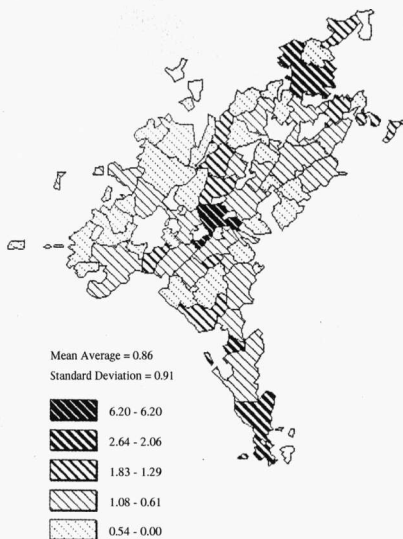 Mean Average = 0.86
Standard Deviation = 0.91
6.20 - 6.20
2.64 - 2.06
1.83 - 1.29
1.08 - 0.61
0.54 - 0.00